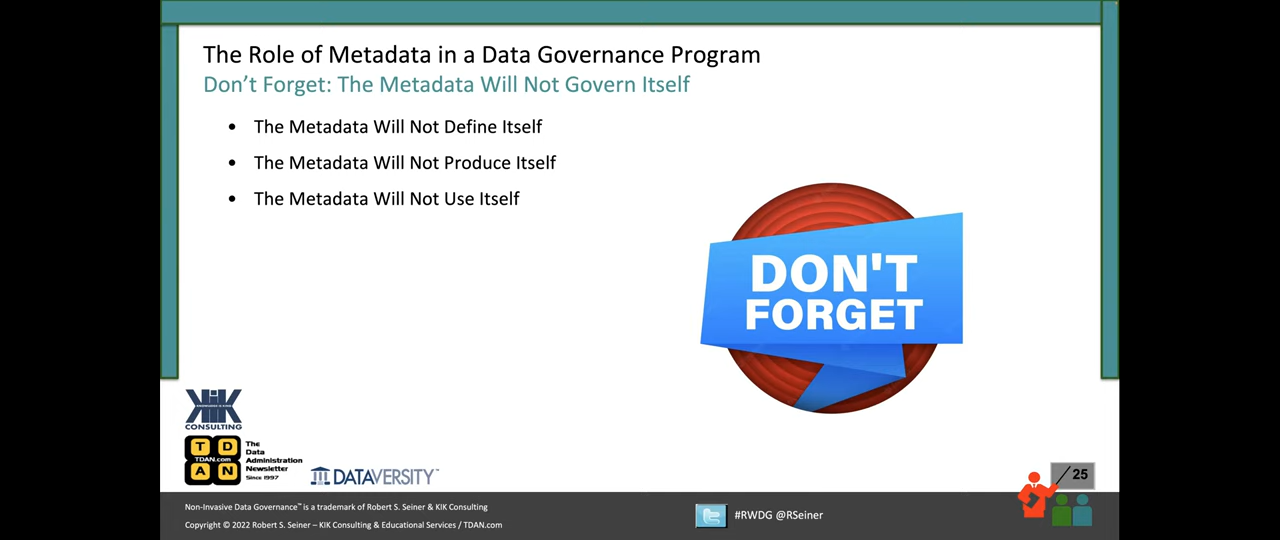 The Role of Metadata in a Data Governance Program
Don't Forget: The Metadata Will Not Govern Itself
• The Metadata Will Not Define Itself
• The Metadata Will Not Produce Itself
• The Metadata Will Not Use Itself
DON'T
FORGET
KIK
CONSULTING
T D
TDAN.com
A N
The
Data
Administration
Newsletter
Since 1997
DATAVERSITY™
25
Non-Invasive Data Governance™ is a trademark of Robert S. Seiner & KIK Consulting
Copyright © 2022 Robert S. Seiner – KIK Consulting & Educational Services / TDAN.com
#RWDG @RSeiner